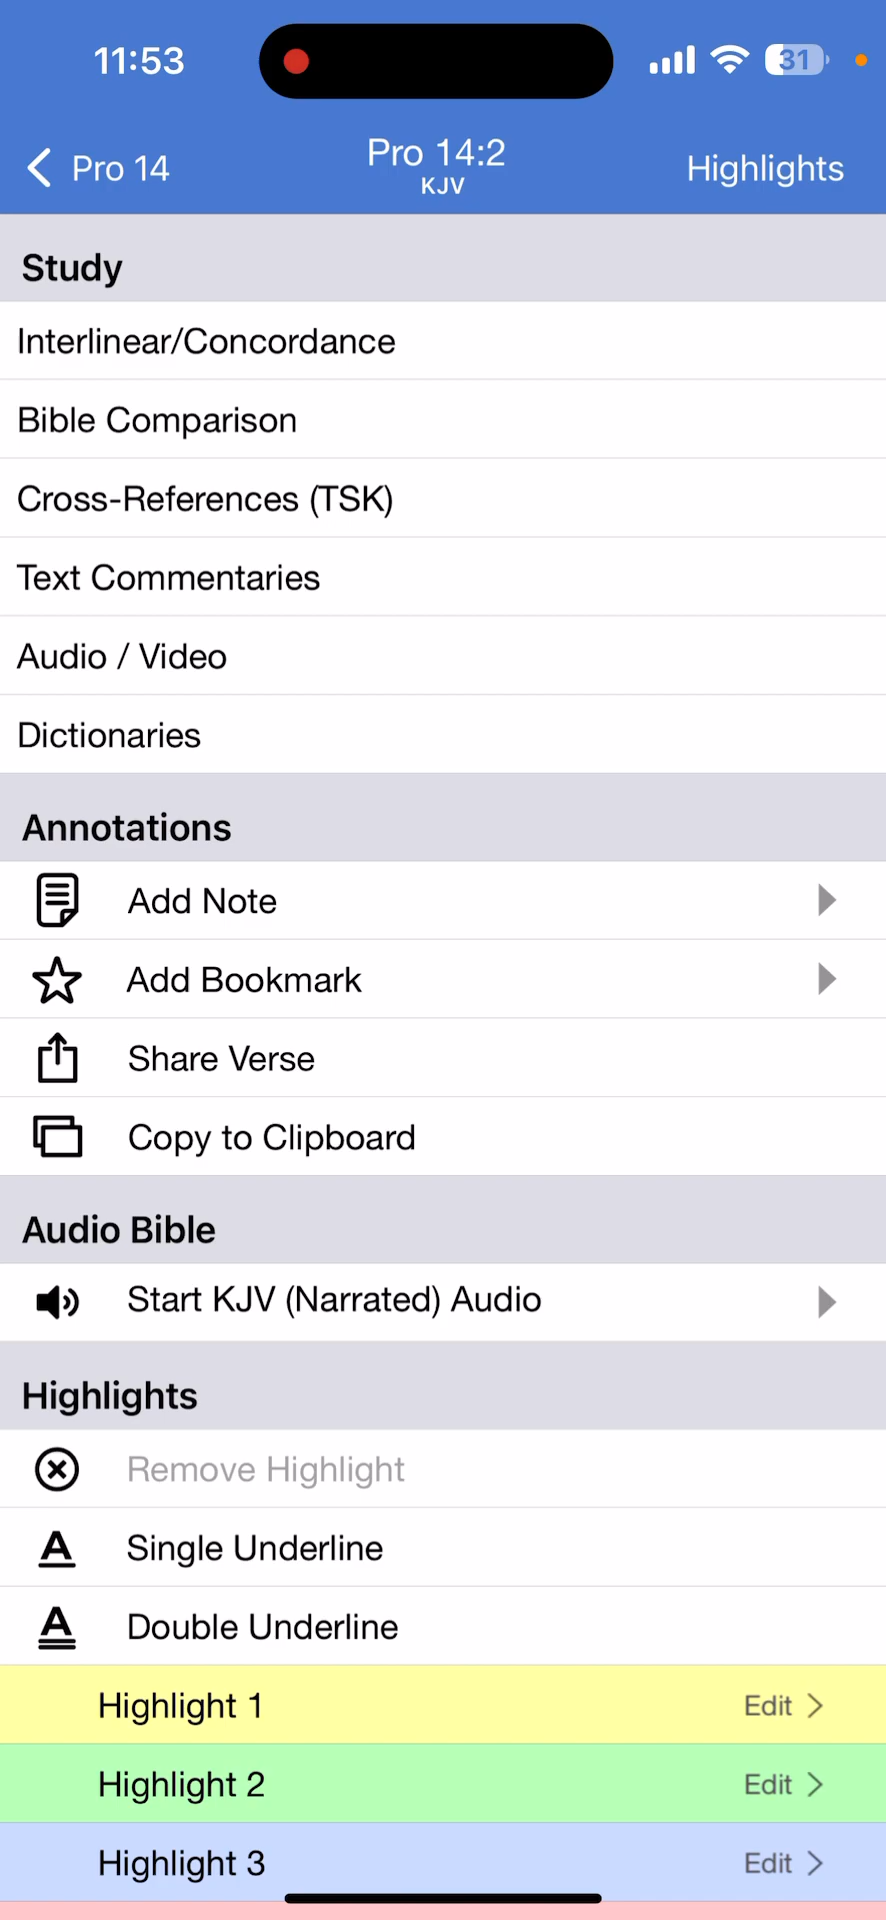 11:53
31
Pro 14
Pro 14:2
KJV
Highlights
Study
Interlinear/Concordance
Bible Comparison
Cross-References (TSK)
Text Commentaries
Audio / Video
Dictionaries
Annotations
Add Note
Add Bookmark
Share Verse
Copy to Clipboard
Audio Bible
Start KJV (Narrated) Audio
Highlights
Remove Highlight
A Single Underline
A Double Underline
Highlight 1 Edit
Highlight 2 Edit
Highlight 3 Edit